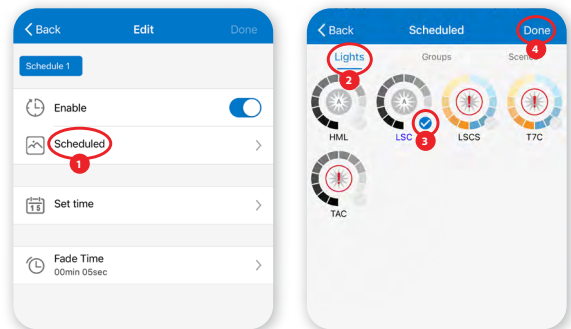 Back Edit Done
Schedule 1
Enable
Scheduled
1
15
Set time
Fade Time
00min 05sec
Back Scheduled Done
4
Lights Groups
2
HML LSC LSCS T7C
3
TAC